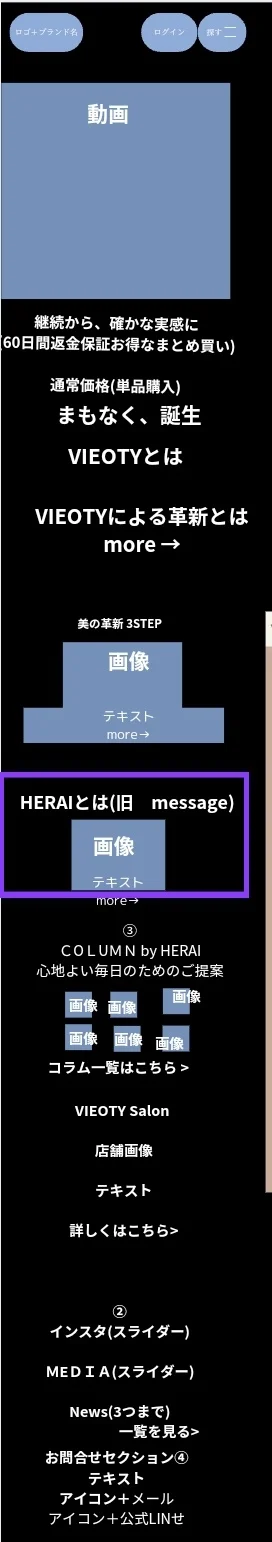 ロゴ+ブランド名 ログイン 探す
動画
継続から、確かな実感に
60日間返金保証お得なまとめ買い)
通常価格(単品購入)
まもなく、誕生
VIEOTYとは
VIEOTYによる革新とは
more →
美の革新 3STEP
画像
テキスト
more→
HERAIとは(旧　message)
画像
テキスト
more→
③
ＣＯＬＵＭＮ by HERAI
心地よい毎日のためのご提案
画像 画像 画像
画像 画像 画像
コラム一覧はこちら >
VIEOTY Salon
店舗画像
テキスト
詳しくはこちら>
②
インスタ(スライダー)
ＭＥＤＩＡ(スライダー)
News(3つまで)
一覧を見る>
お問合せセクション④
テキスト
アイコン＋メール
アイコン＋公式LINせ